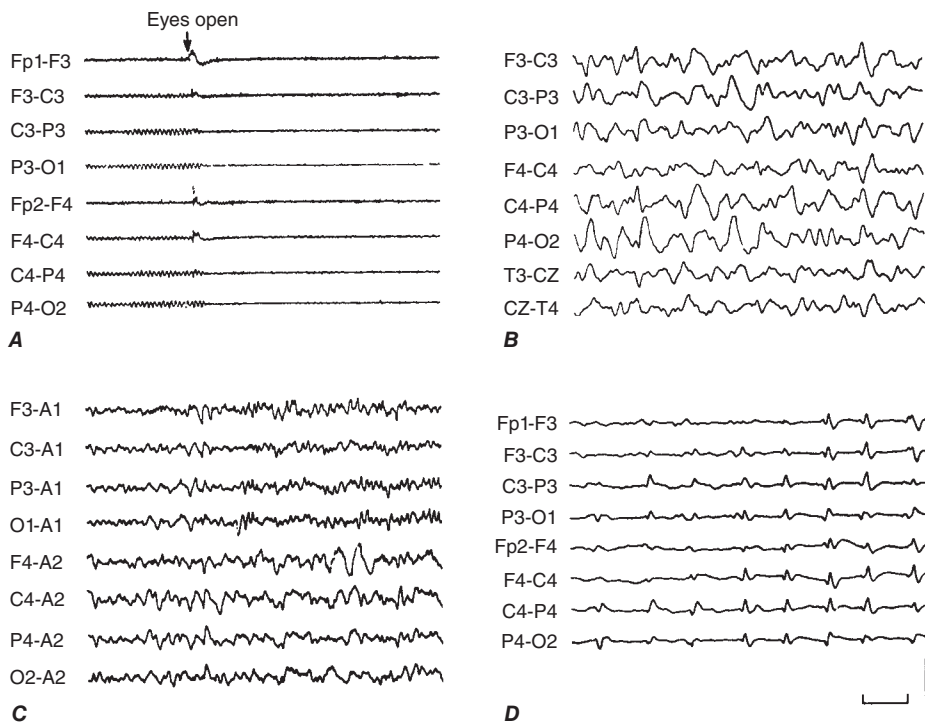 Eyes open
Fp1-F3
F3-C3
C3-P3
P3-O1
Fp2-F4
F4-C4
C4-P4
P4-O2
A
F3-C3
C3-P3
P3-O1
F4-C4
C4-P4
P4-O2
T3-CZ
CZ-T4
B
F3-A1
C3-A1
P3-A1
O1-A1
F4-A2
C4-A2
P4-A2
O2-A2
C
Fp1-F3
F3-C3
C3-P3
P3-O1
Fp2-F4
F4-C4
C4-P4
P4-O2
D